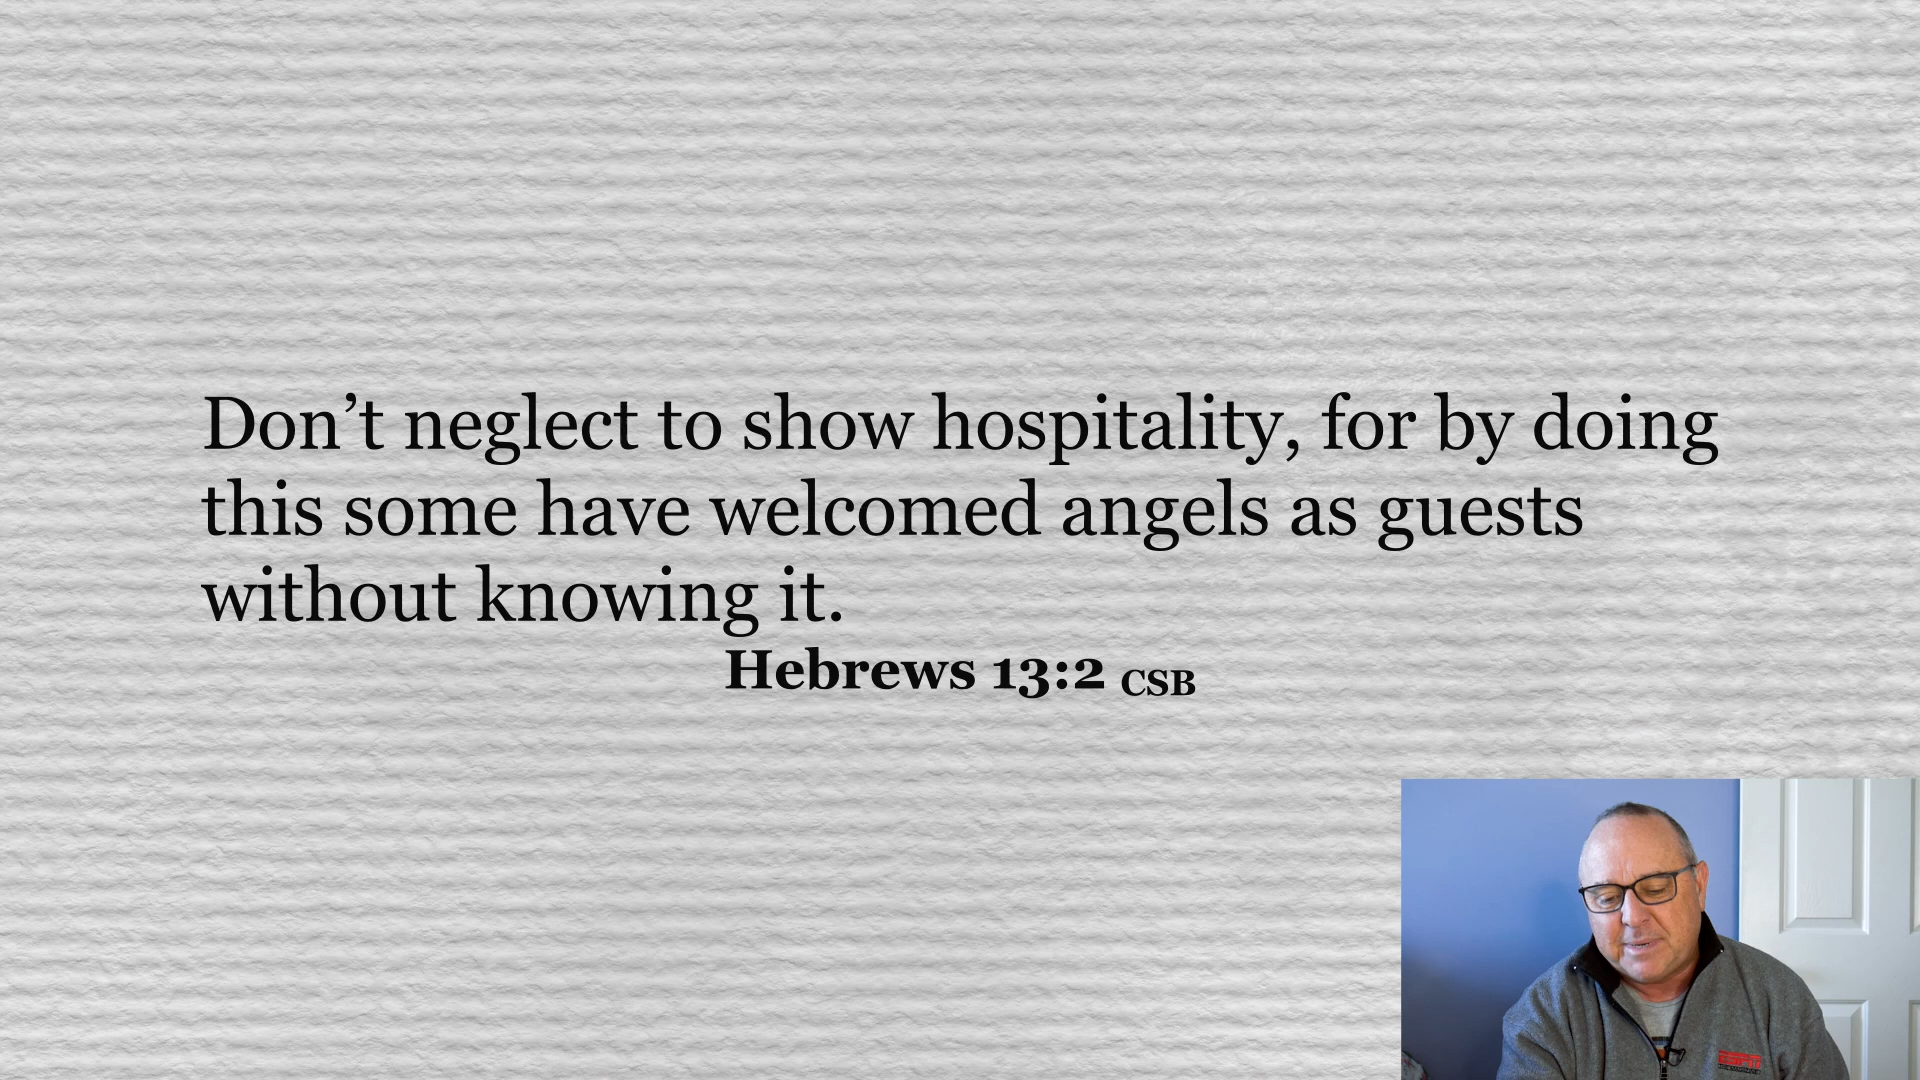 Don’t neglect to show hospitality, for by doing
this some have welcomed angels as guests
without knowing it.
Hebrews 13:2 CSB
ESPN